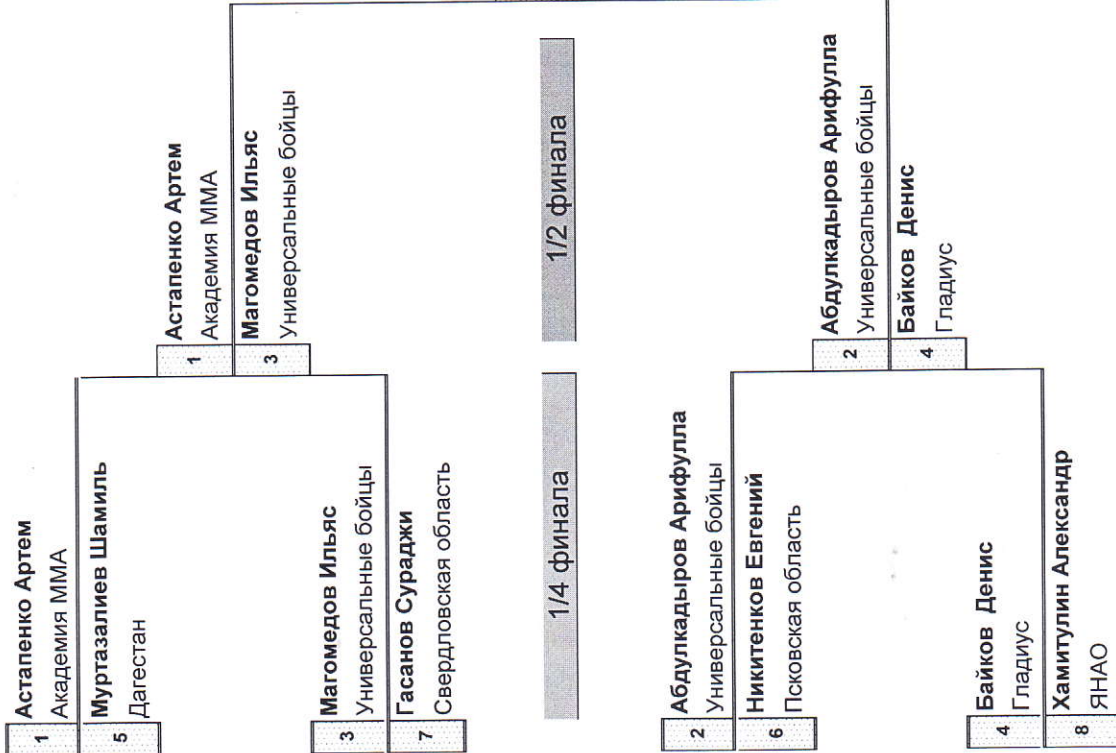 1
Астапенко Артем
Академия ММА
5
Муртазалиев Шамиль
Дагестан
3
Магомедов Ильяс
Универсальные бойцы
7
Гасанов Сураджи
Свердловская область
1
Астапенко Артем
Академия ММА
3
Магомедов Ильяс
Универсальные бойцы
1/4 финала
1/2 финала
2
Абдулкадыров Арифулла
Универсальные бойцы
6
Никитенков Евгений
Псковская область
4
Байков Денис
Гладиус
8
Хамитулин Александр
ЯНАО
2
Абдулкадыров Арифулла
Универсальные бойцы
4
Байков Денис
Гладиус